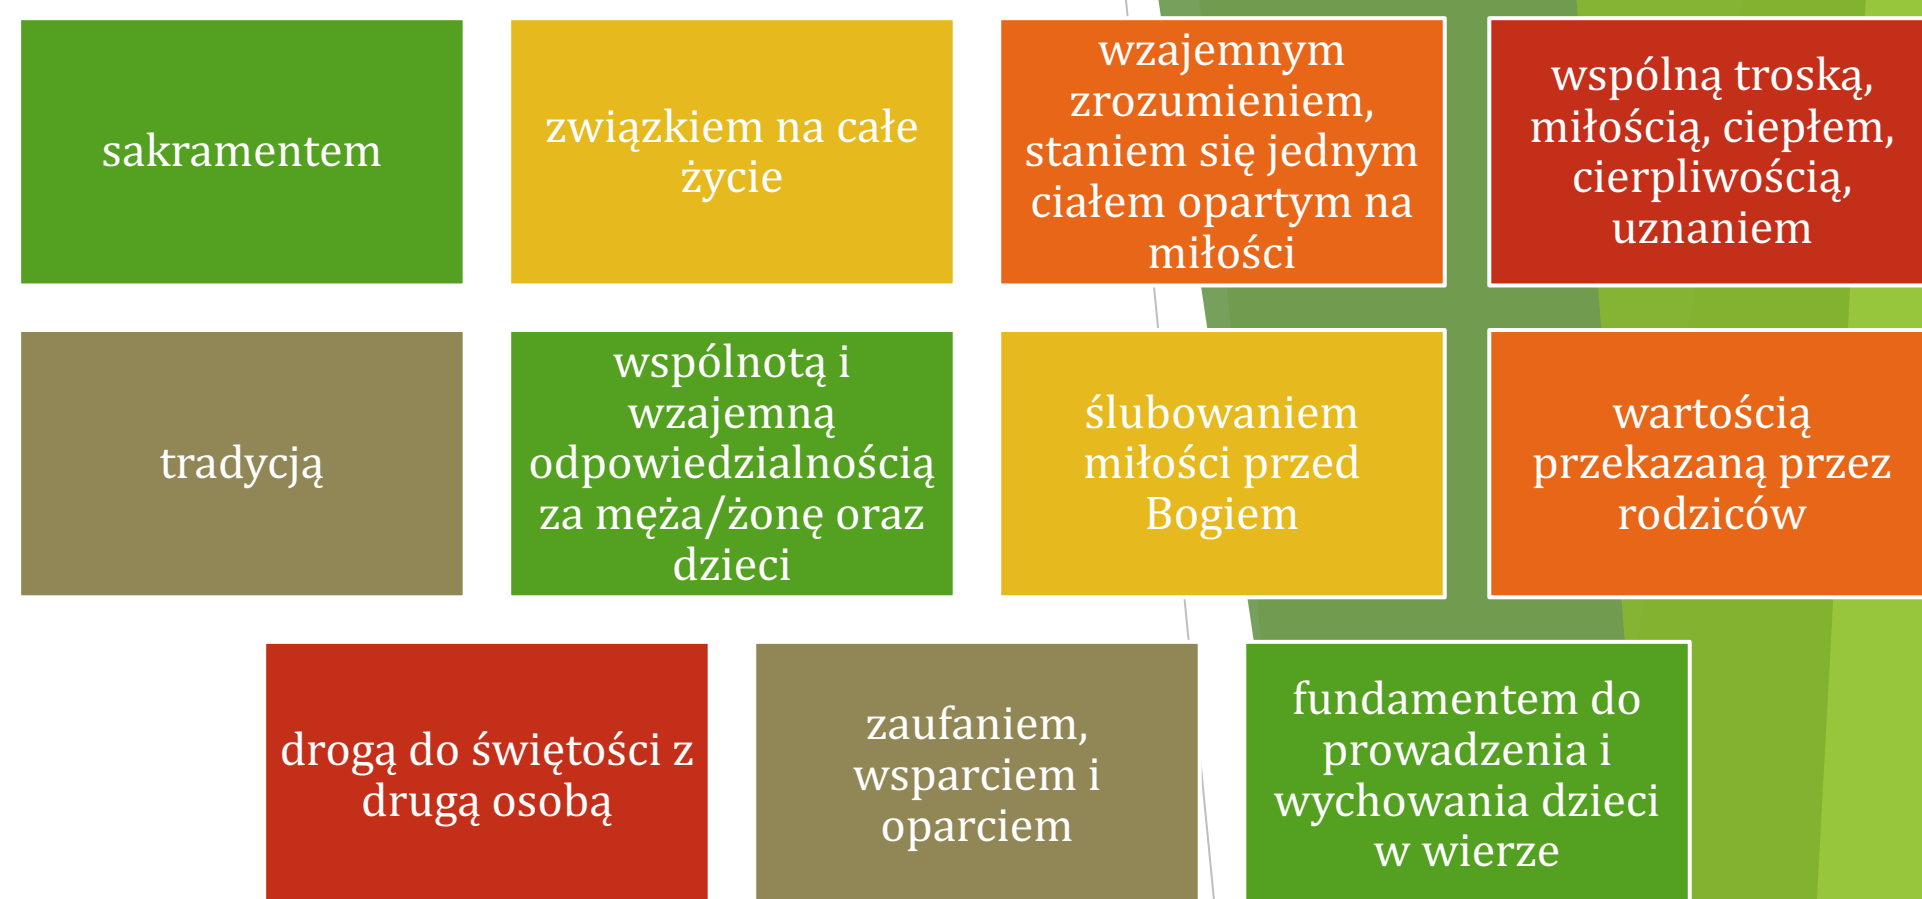 sakramentem
związkiem na całe
życie
wzajemnym
zrozumieniem,
staniem się jednym
ciałem opartym na
miłości
wspólną troską,
miłością, ciepłem,
cierpliwością,
uznaniem
tradycją
wspólnotą i
wzajemną
odpowiedzialnością
za męża/żonę oraz
dzieci
ślubowaniem
miłości przed
Bogiem
wartością
przekazaną przez
rodziców
drogą do świętości z
drugą osobą
zaufaniem,
wsparciem i
oparciem
fundamentem do
prowadzenia i
wychowania dzieci
w wierze